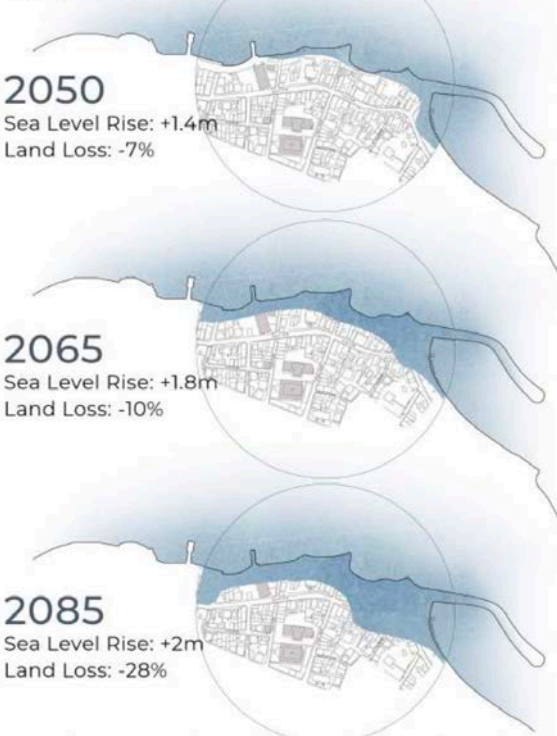 2050
Sea Level Rise: +1.4m
Land Loss: -7%
2065
Sea Level Rise: +1.8m
Land Loss: -10%
2085
Sea Level Rise: +2m
Land Loss: -28%